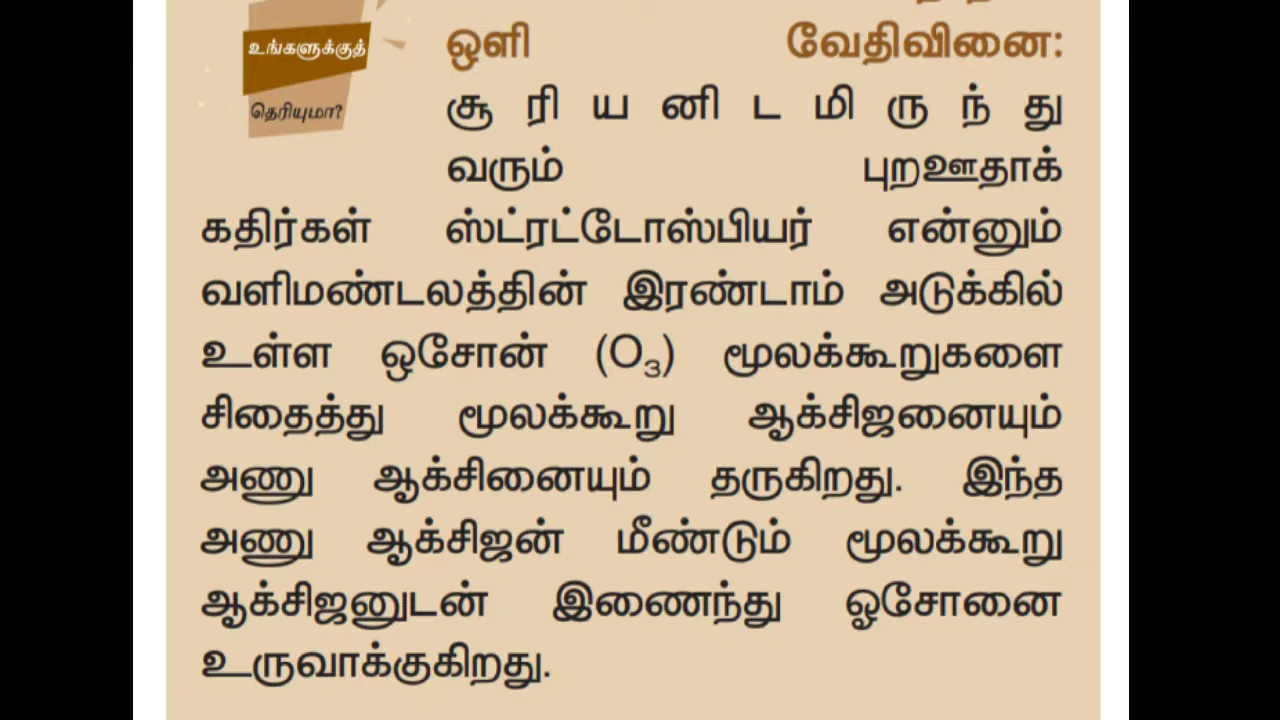 உங்களுக்குத்
தெரியுமா?
ஒளி வேதிவினை:
சூரியனிடமிருந்து
வரும் புறஊதாக்
கதிர்கள் ஸ்ட்ரட்டோஸ்பியர் என்னும்
வளிமண்டலத்தின் இரண்டாம் அடுக்கில்
உள்ள ஒசோன் (O₃) மூலக்கூறுகளை
சிதைத்து மூலக்கூறு ஆக்சிஜனையும்
அணு ஆக்சினையும் தருகிறது. இந்த
அணு ஆக்சிஜன் மீண்டும் மூலக்கூறு
ஆக்சிஜனுடன் இணைந்து ஓசோனை
உருவாக்குகிறது.